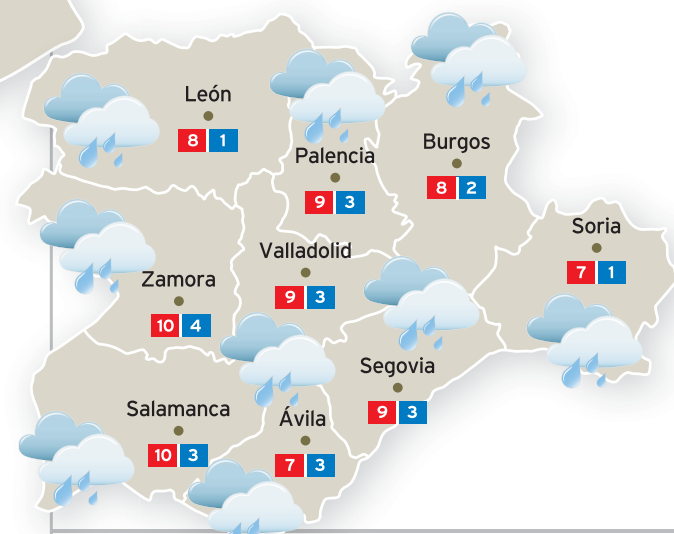 León
8 1
Palencia
9 3
Burgos
8 2
Soria
7 1
Zamora
10 4
Valladolid
9 3
Segovia
9 3
Salamanca
10 3
Ávila
7 3